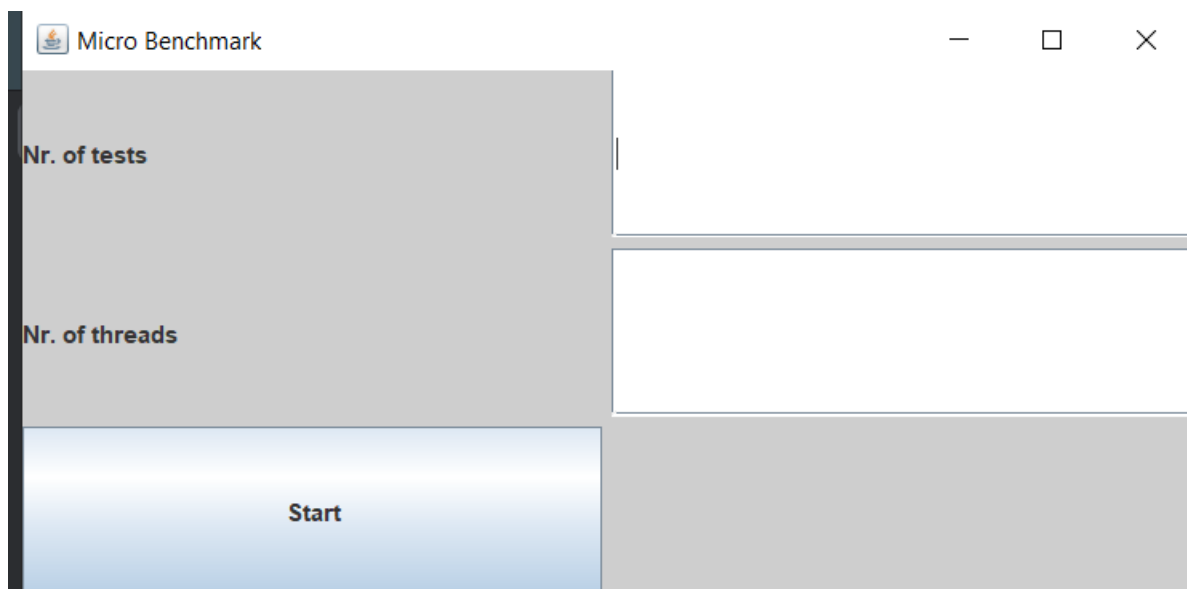 Micro Benchmark
Nr. of tests
Nr. of threads
Start